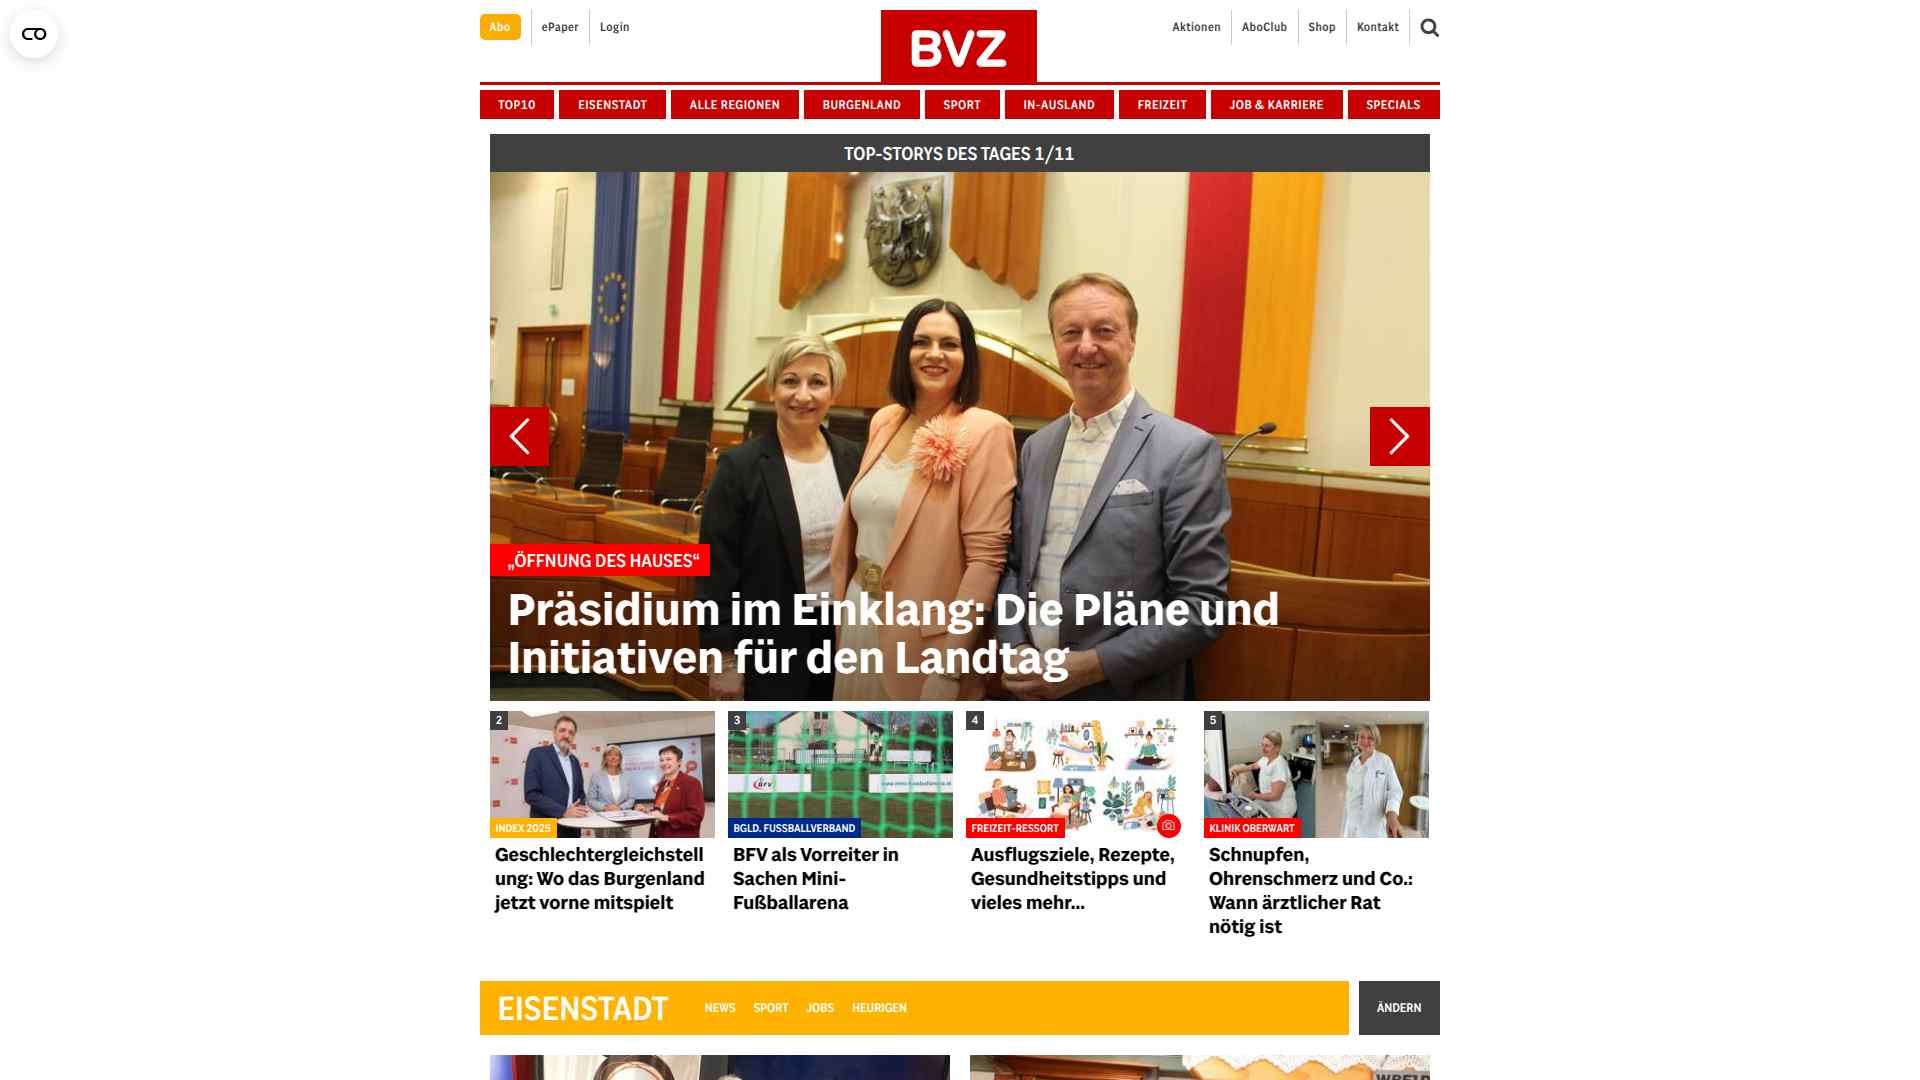 Abo
ePaper
Login
BVZ
Aktionen
AboClub
Shop
Kontakt
TOP10
EISENSTADT
ALLE REGIONEN
BURGENLAND
SPORT
IN-AUSLAND
FREIZEIT
JOB & KARRIERE
SPECIALS
TOP-STORYS DES TAGES 1/11
„ÖFFNUNG DES HAUSES“
Präsidium im Einklang: Die Pläne und
Initiativen für den Landtag
2
INDEX 2025
Geschlechtergleichstell
ung: Wo das Burgenland
jetzt vorne mitspielt
3
BFV
BGLD. FUSSBALLVERBAND
BFV als Vorreiter in
Sachen Mini-
Fußballarena
4
FREIZEIT-RESSORT
Ausflugsziele, Rezepte,
Gesundheitstipps und
vieles mehr...
5
KLINIK OBERWART
Schnupfen,
Ohrenschmerz und Co.:
Wann ärztlicher Rat
nötig ist
EISENSTADT
NEWS
SPORT
JOBS
HEURIGEN
ÄNDERN